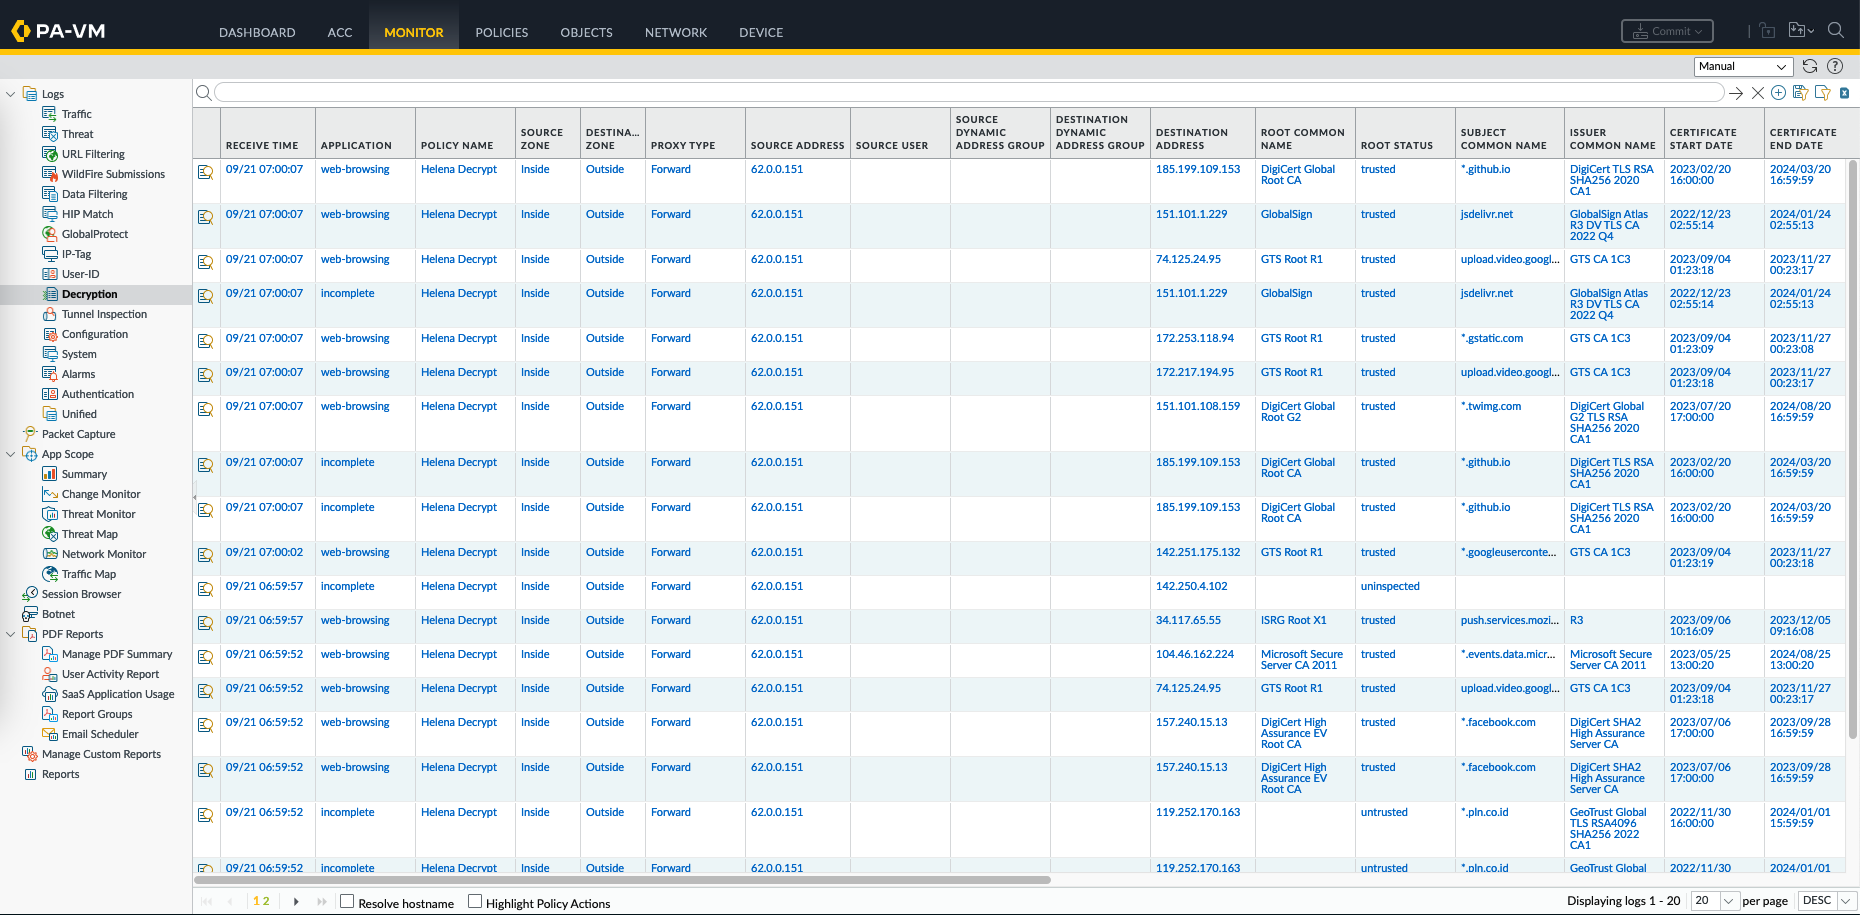 PA-VM
DASHBOARD ACC MONITOR POLICIES OBJECTS NETWORK DEVICE
Commit
Manual
Logs
Traffic
Threat
URL Filtering
WildFire Submissions
Data Filtering
HIP Match
GlobalProtect
IP-Tag
User-ID
Decryption
Tunnel Inspection
Configuration
System
Alarms
Authentication
Unified
Packet Capture
App Scope
Summary
Change Monitor
Threat Monitor
Threat Map
Network Monitor
Traffic Map
Session Browser
Botnet
PDF Reports
Manage PDF Summary
User Activity Report
SaaS Application Usage
Report Groups
Email Scheduler
Manage Custom Reports
Reports
RECEIVE TIME APPLICATION POLICY NAME SOURCE ZONE DESTINA... ZONE PROXY TYPE SOURCE ADDRESS SOURCE USER SOURCE DYNAMIC ADDRESS GROUP DESTINATION DYNAMIC ADDRESS GROUP DESTINATION ADDRESS ROOT COMMON NAME ROOT STATUS SUBJECT COMMON NAME ISSUER COMMON NAME CERTIFICATE START DATE CERTIFICATE END DATE
09/21 07:00:07 web-browsing Helena Decrypt Inside Outside Forward 62.0.0.151 185.199.109.153 DigiCert Global Root CA trusted *.github.io DigiCert TLS RSA SHA256 2020 CA1 2023/02/20 16:00:00 2024/03/20 16:59:59
09/21 07:00:07 web-browsing Helena Decrypt Inside Outside Forward 62.0.0.151 151.101.1.229 GlobalSign trusted jsdelivr.net GlobalSign Atlas R3 DV TLS CA 2022 Q4 2022/12/23 02:55:14 2024/01/24 02:55:13
09/21 07:00:07 web-browsing Helena Decrypt Inside Outside Forward 62.0.0.151 74.125.24.95 GTS Root R1 trusted upload.video.googl... GTS CA 1C3 2023/09/04 01:23:18 2023/11/27 00:23:17
09/21 07:00:07 incomplete Helena Decrypt Inside Outside Forward 62.0.0.151 151.101.1.229 GlobalSign trusted jsdelivr.net GlobalSign Atlas R3 DV TLS CA 2022 Q4 2022/12/23 02:55:14 2024/01/24 02:55:13
09/21 07:00:07 web-browsing Helena Decrypt Inside Outside Forward 62.0.0.151 172.253.118.94 GTS Root R1 trusted *.gstatic.com GTS CA 1C3 2023/09/04 01:23:09 2023/11/27 00:23:08
09/21 07:00:07 web-browsing Helena Decrypt Inside Outside Forward 62.0.0.151 172.217.194.95 GTS Root R1 trusted upload.video.googl... GTS CA 1C3 2023/09/04 01:23:18 2023/11/27 00:23:17
09/21 07:00:07 web-browsing Helena Decrypt Inside Outside Forward 62.0.0.151 151.101.108.159 DigiCert Global Root G2 trusted *.twimg.com DigiCert Global G2 TLS RSA SHA256 2020 CA1 2023/07/20 17:00:00 2024/08/20 16:59:59
09/21 07:00:07 incomplete Helena Decrypt Inside Outside Forward 62.0.0.151 185.199.109.153 DigiCert Global Root CA trusted *.github.io DigiCert TLS RSA SHA256 2020 CA1 2023/02/20 16:00:00 2024/03/20 16:59:59
09/21 07:00:07 incomplete Helena Decrypt Inside Outside Forward 62.0.0.151 185.199.109.153 DigiCert Global Root CA trusted *.github.io DigiCert TLS RSA SHA256 2020 CA1 2023/02/20 16:00:00 2024/03/20 16:59:59
09/21 07:00:02 web-browsing Helena Decrypt Inside Outside Forward 62.0.0.151 142.251.175.132 GTS Root R1 trusted *.googleuserconte... GTS CA 1C3 2023/09/04 01:23:19 2023/11/27 00:23:18
09/21 06:59:57 incomplete Helena Decrypt Inside Outside Forward 62.0.0.151 142.250.4.102 uninspected
09/21 06:59:57 web-browsing Helena Decrypt Inside Outside Forward 62.0.0.151 34.117.65.55 ISRG Root X1 trusted push.services.mozi... R3 2023/09/06 10:16:09 2023/12/05 09:16:08
09/21 06:59:52 web-browsing Helena Decrypt Inside Outside Forward 62.0.0.151 104.46.162.224 Microsoft Secure Server CA 2011 trusted *.events.data.micr... Microsoft Secure Server CA 2011 2023/05/25 13:00:20 2024/08/25 13:00:20
09/21 06:59:52 web-browsing Helena Decrypt Inside Outside Forward 62.0.0.151 74.125.24.95 GTS Root R1 trusted upload.video.googl... GTS CA 1C3 2023/09/04 01:23:18 2023/11/27 00:23:17
09/21 06:59:52 web-browsing Helena Decrypt Inside Outside Forward 62.0.0.151 157.240.15.13 DigiCert High Assurance EV Root CA trusted *.facebook.com DigiCert SHA2 High Assurance Server CA 2023/07/06 17:00:00 2023/09/28 16:59:59
09/21 06:59:52 web-browsing Helena Decrypt Inside Outside Forward 62.0.0.151 157.240.15.13 DigiCert High Assurance EV Root CA trusted *.facebook.com DigiCert SHA2 High Assurance Server CA 2023/07/06 17:00:00 2023/09/28 16:59:59
09/21 06:59:52 incomplete Helena Decrypt Inside Outside Forward 62.0.0.151 119.252.170.163 untrusted *.pln.co.id GeoTrust Global TLS RSA4096 SHA256 2022 CA1 2022/11/30 16:00:00 2024/01/01 15:59:59
09/21 06:59:52 incomplete Helena Decrypt Inside Outside Forward 62.0.0.151 119.252.170.163 untrusted *.pln.co.id GeoTrust Global 2022/11/30 2024/01/01
1 2 Resolve hostname Highlight Policy Actions Displaying logs 1 - 20 20 per page DESC